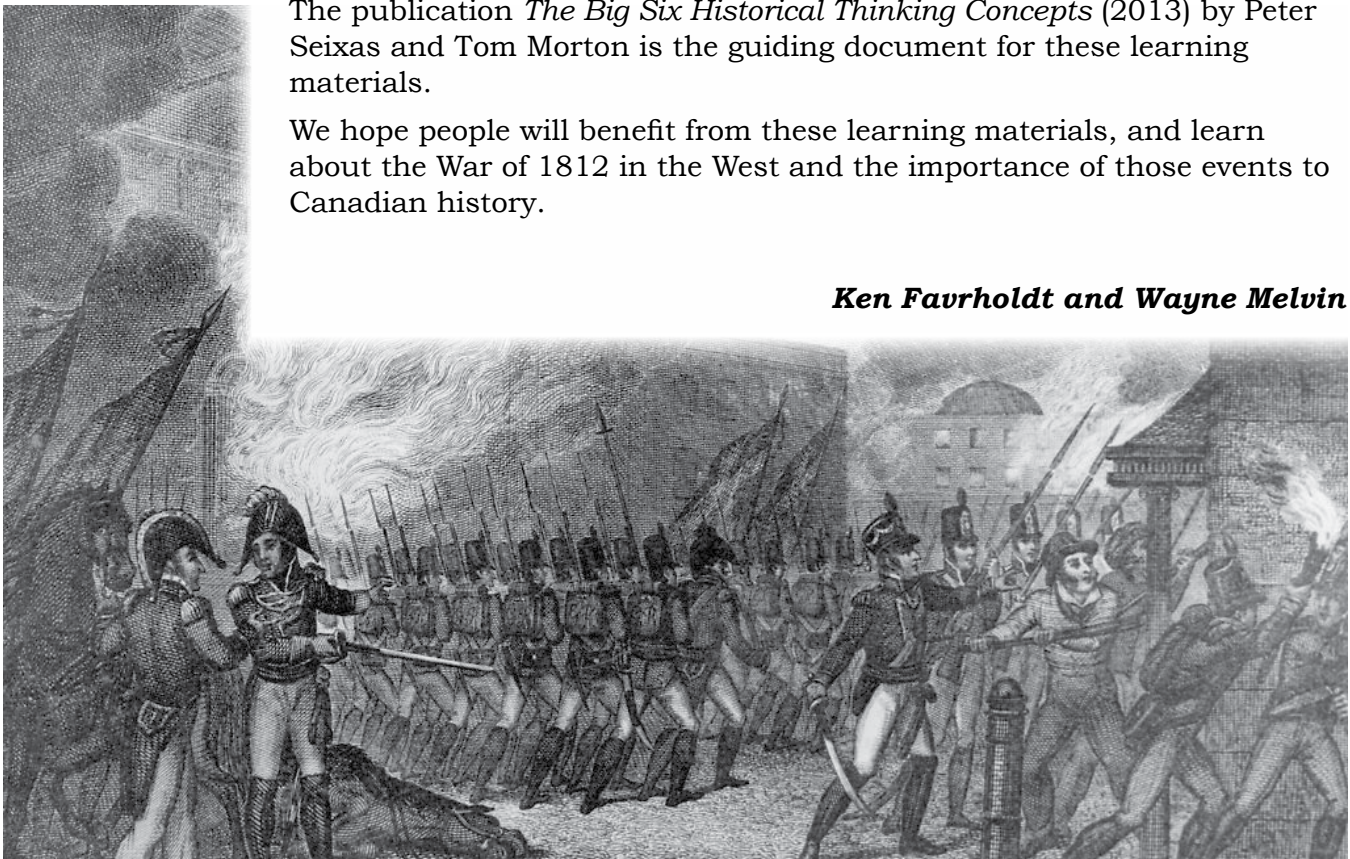 The publication The Big Six Historical Thinking Concepts (2013) by Peter
Seixas and Tom Morton is the guiding document for these learning
materials.
We hope people will benefit from these learning materials, and learn
about the War of 1812 in the West and the importance of those events to
Canadian history.
Ken Favrholdt and Wayne Melvin